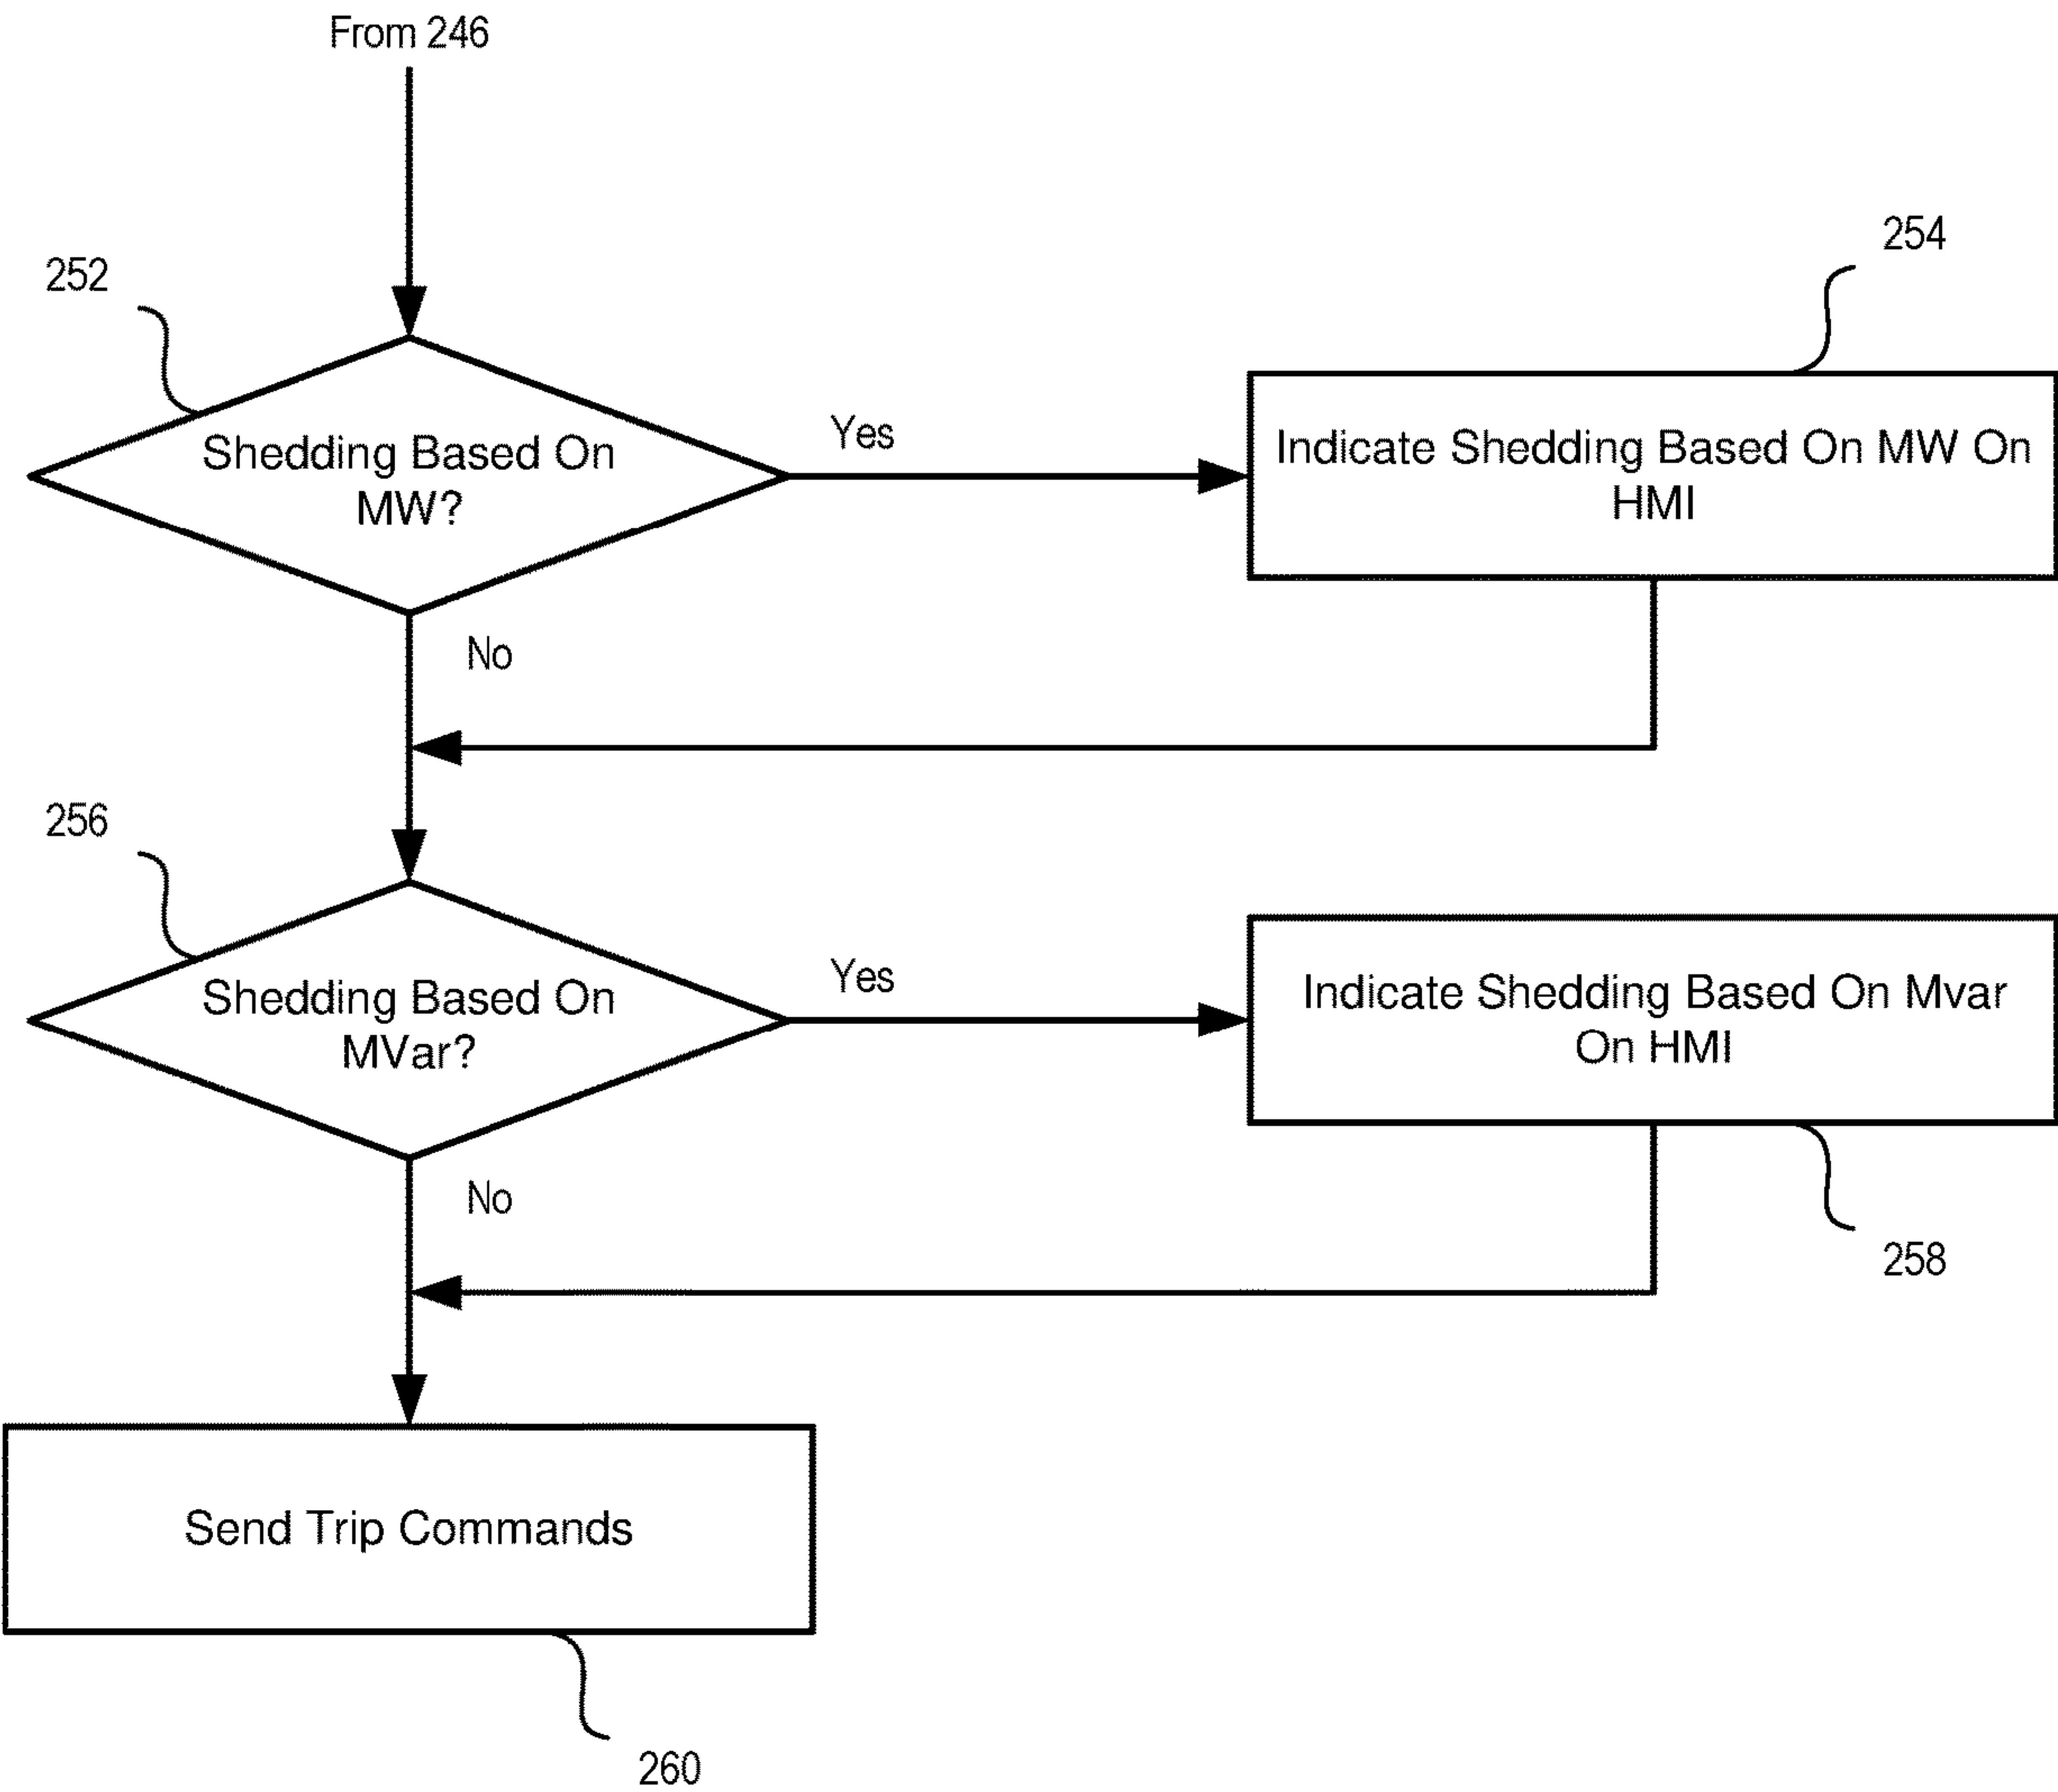 From 246
252
254
Shedding Based On
MW?
Yes
Indicate Shedding Based On MW On
HMI
No
256
Shedding Based On
MVar?
Yes
Indicate Shedding Based On Mvar
On HMI
No
258
Send Trip Commands
260